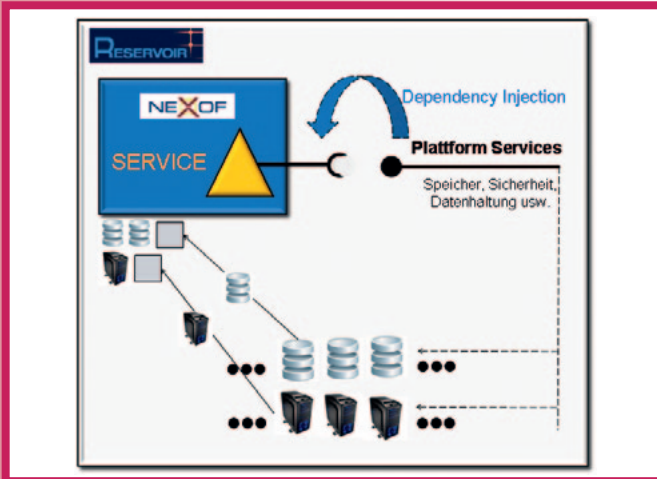 RESERVOIR
NEXOF
SERVICE
Dependency Injection
Plattform Services
Speicher, Sicherheit,
Datenhaltung usw.